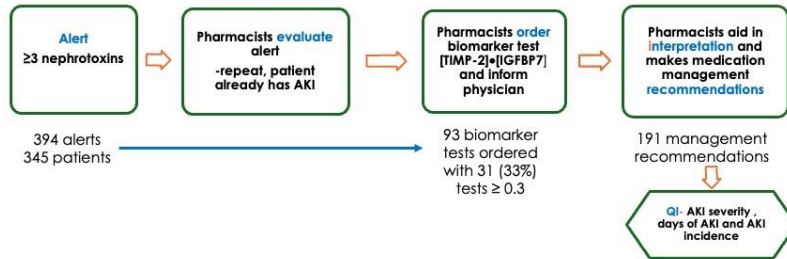 Alert
≥3 nephrotoxins
Pharmacists evaluate
alert
-repeat, patient
already has AKI
Pharmacists order
biomarker test
[TIMP-2]•[IGFBP7]
and inform
physician
Pharmacists aid in
interpretation and
makes medication
management
recommendations
394 alerts
345 patients
93 biomarker
tests ordered
with 31 (33%)
tests ≥ 0.3
191 management
recommendations
QI- AKI severity ,
days of AKI and AKI
incidence